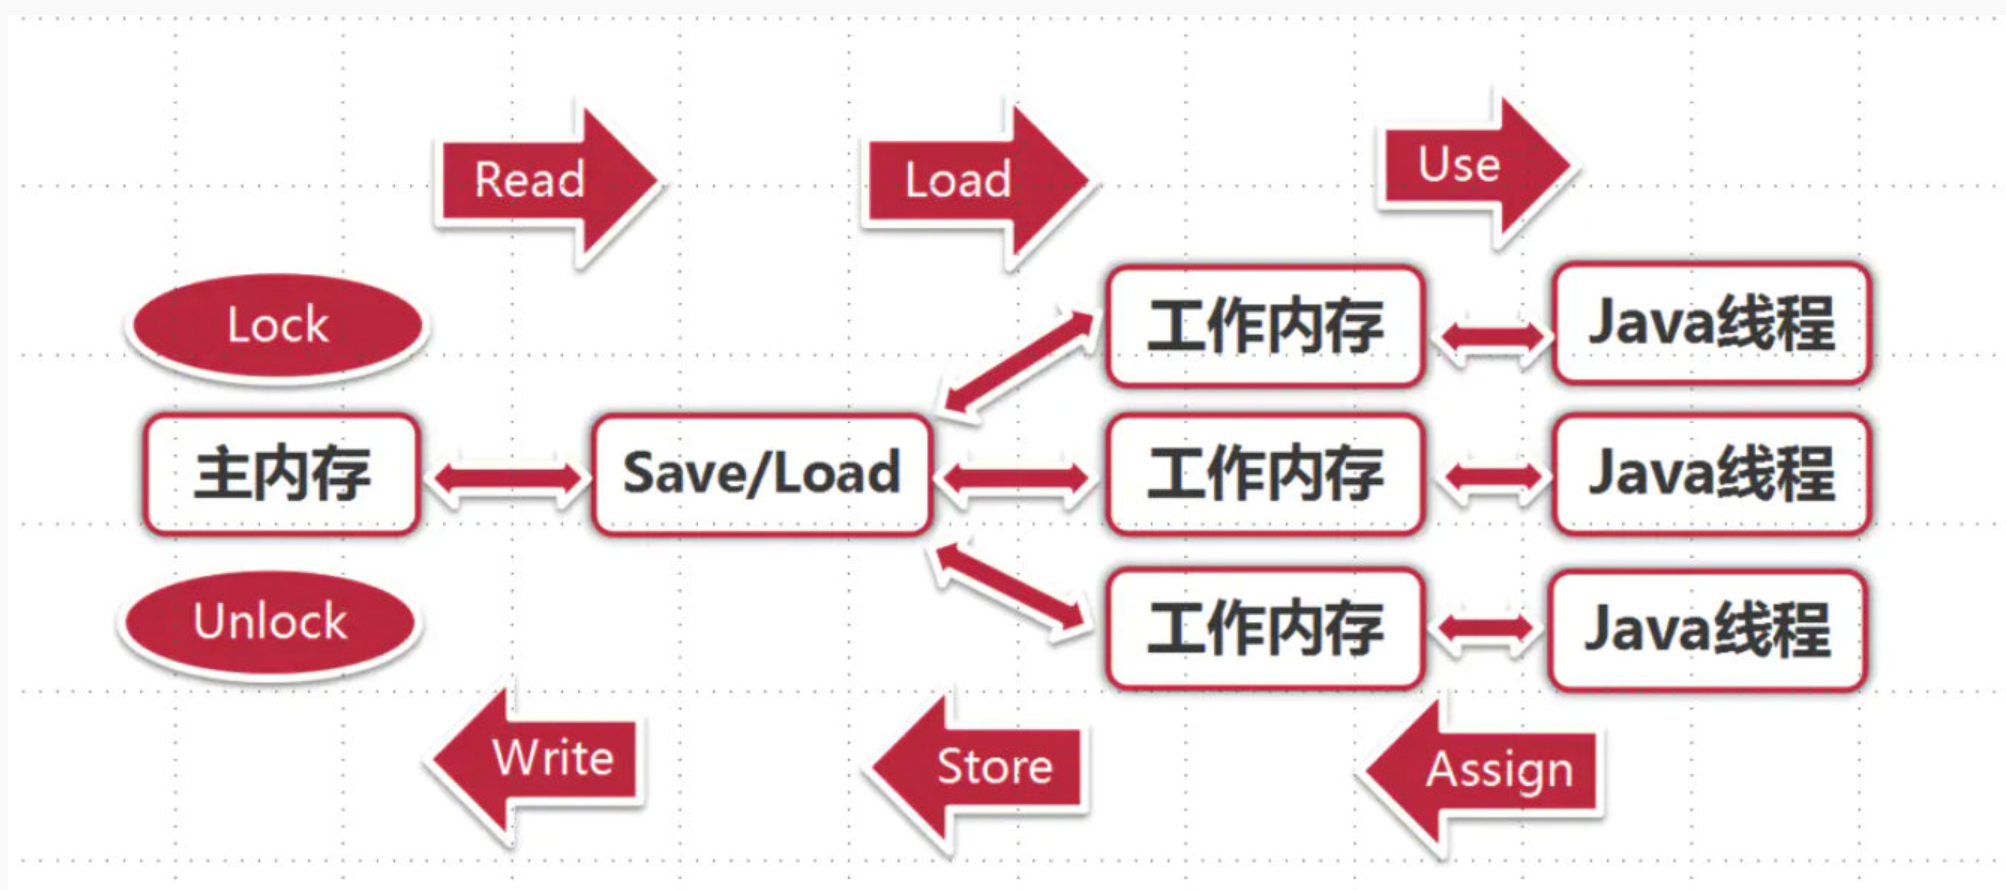 Read
Load
Use
Lock
工作内存
Java线程
主内存
Save/Load
工作内存
Java线程
Unlock
工作内存
Java线程
Write
Store
Assign